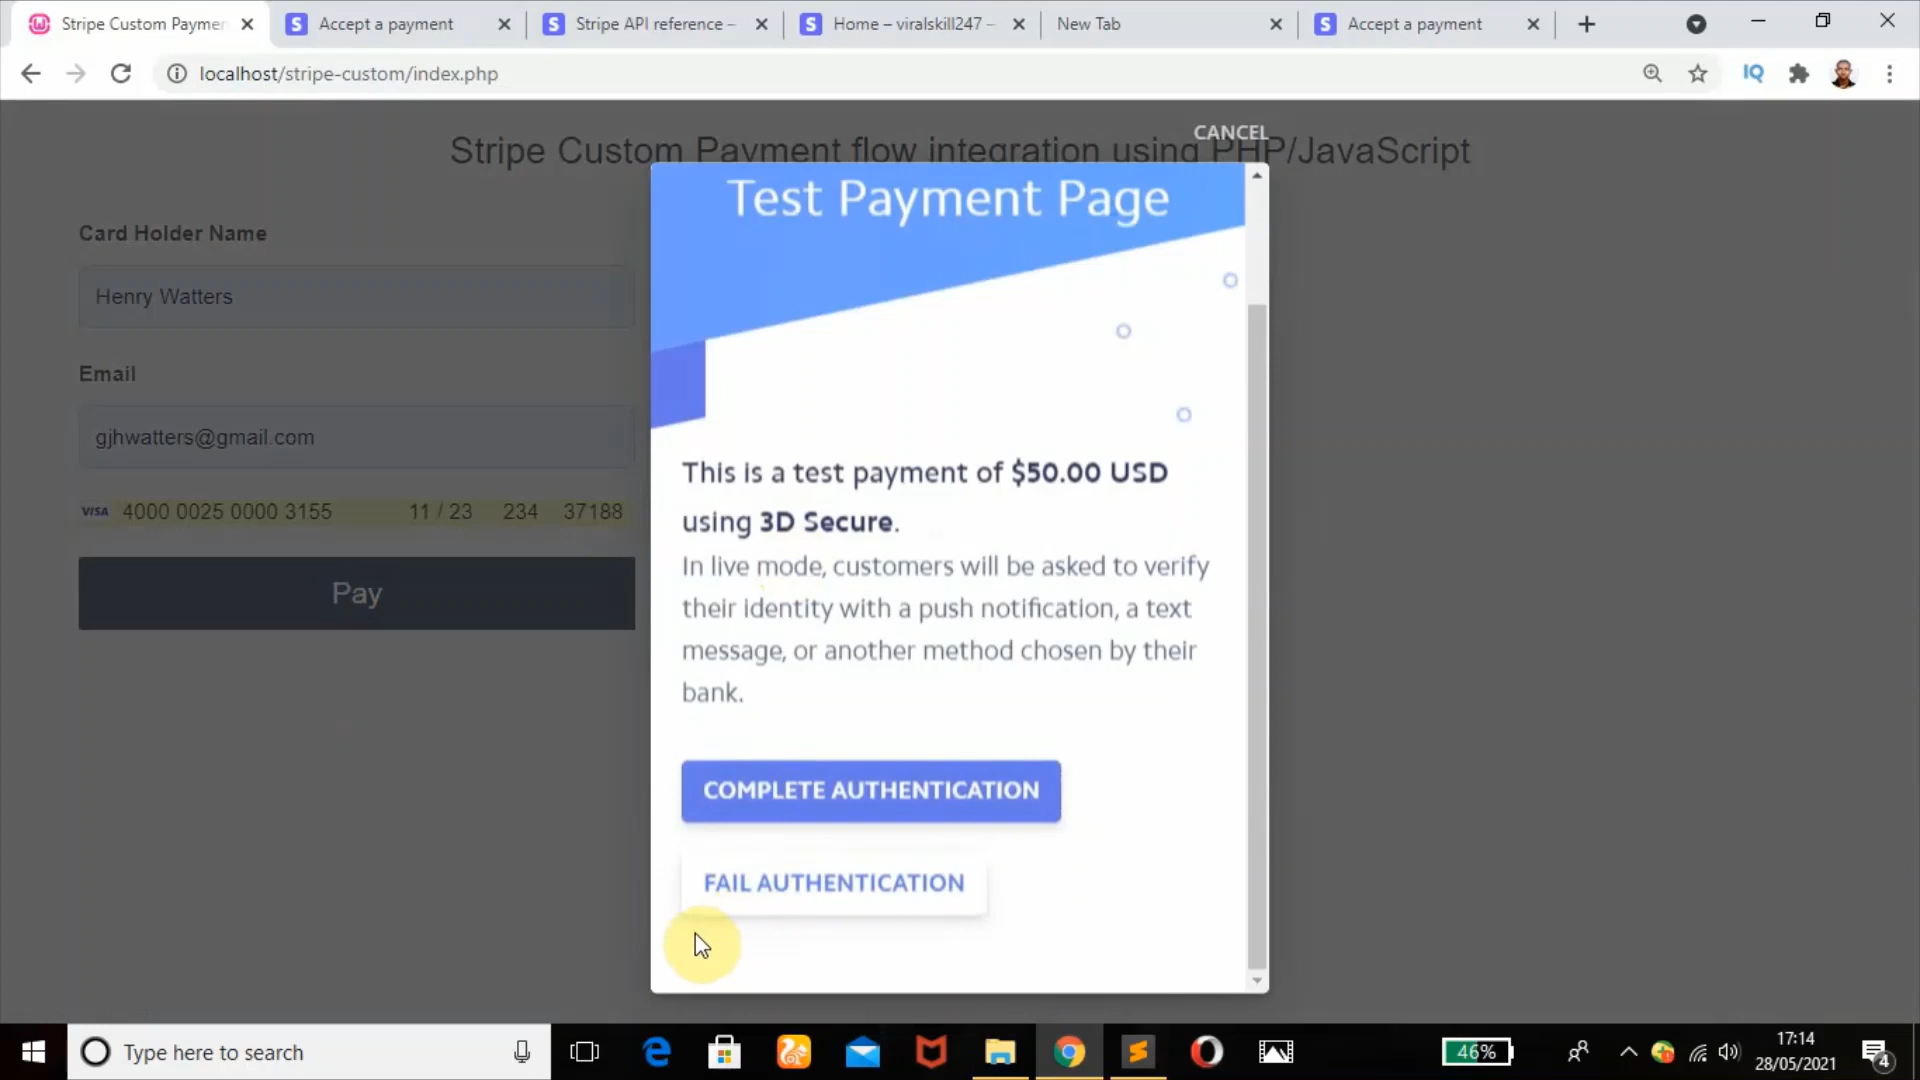 Stripe Custom Paymen
Accept a payment
Stripe API reference –
Home – viralskill247 –
New Tab
Accept a payment
localhost/stripe-custom/index.php
IQ
CANCEL
Stripe Custom Payment flow integration using PHP/JavaScript
Test Payment Page
Card Holder Name
Henry Watters
Email
gjhwatters@gmail.com
VISA 4000 0025 0000 3155 11 / 23 234 37188
Pay
This is a test payment of $50.00 USD
using 3D Secure.
In live mode, customers will be asked to verify
their identity with a push notification, a text
message, or another method chosen by their
bank.
COMPLETE AUTHENTICATION
FAIL AUTHENTICATION
Type here to search
46%
17:14
28/05/2021
4